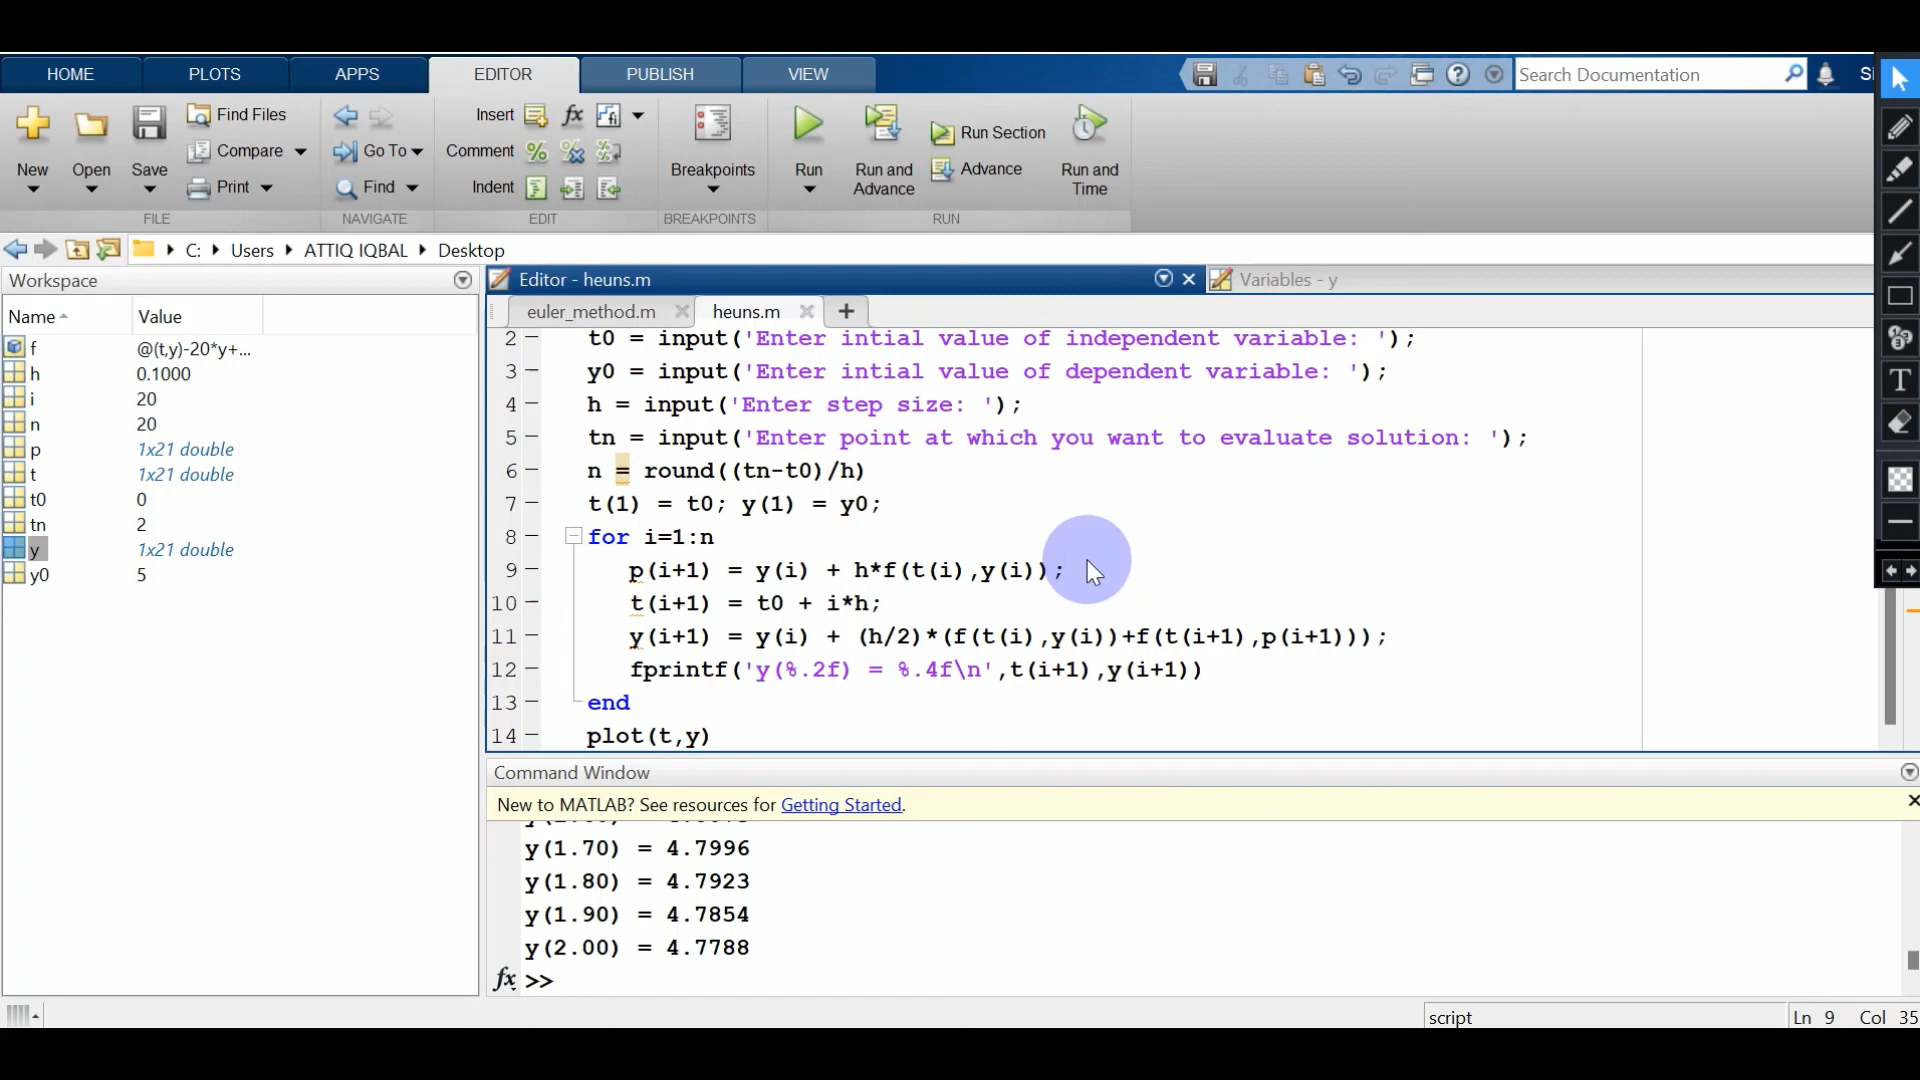 HOME PLOTS APPS EDITOR PUBLISH VIEW Search Documentation
New Open Save Find Files Compare Print
Go To Find
Insert fx
Comment
Indent
Breakpoints Run Run and Advance Run Section Advance Run and Time
FILE NAVIGATE EDIT BREAKPOINTS RUN
C: Users ATTIQ IQBAL Desktop
Workspace
Name Value
f @(t,y)-20*y+...
h 0.1000
i 20
n 20
p 1x21 double
t 1x21 double
t0 0
tn 2
y 1x21 double
y0 5
Editor - heuns.m Variables - y
euler_method.m heuns.m +
2 t0 = input('Enter intial value of independent variable: ');
3 y0 = input('Enter intial value of dependent variable: ');
4 h = input('Enter step size: ');
5 tn = input('Enter point at which you want to evaluate solution: ');
6 n = round((tn-t0)/h)
7 t(1) = t0; y(1) = y0;
8 for i=1:n
9 p(i+1) = y(i) + h*f(t(i),y(i));
10 t(i+1) = t0 + i*h;
11 y(i+1) = y(i) + (h/2)*(f(t(i),y(i))+f(t(i+1),p(i+1)));
12 fprintf('y(%.2f) = %.4f\n',t(i+1),y(i+1))
13 end
14 plot(t,y)
Command Window
New to MATLAB? See resources for Getting Started.
y(1.70) = 4.7996
y(1.80) = 4.7923
y(1.90) = 4.7854
y(2.00) = 4.7788
fx >>
script Ln 9 Col 35